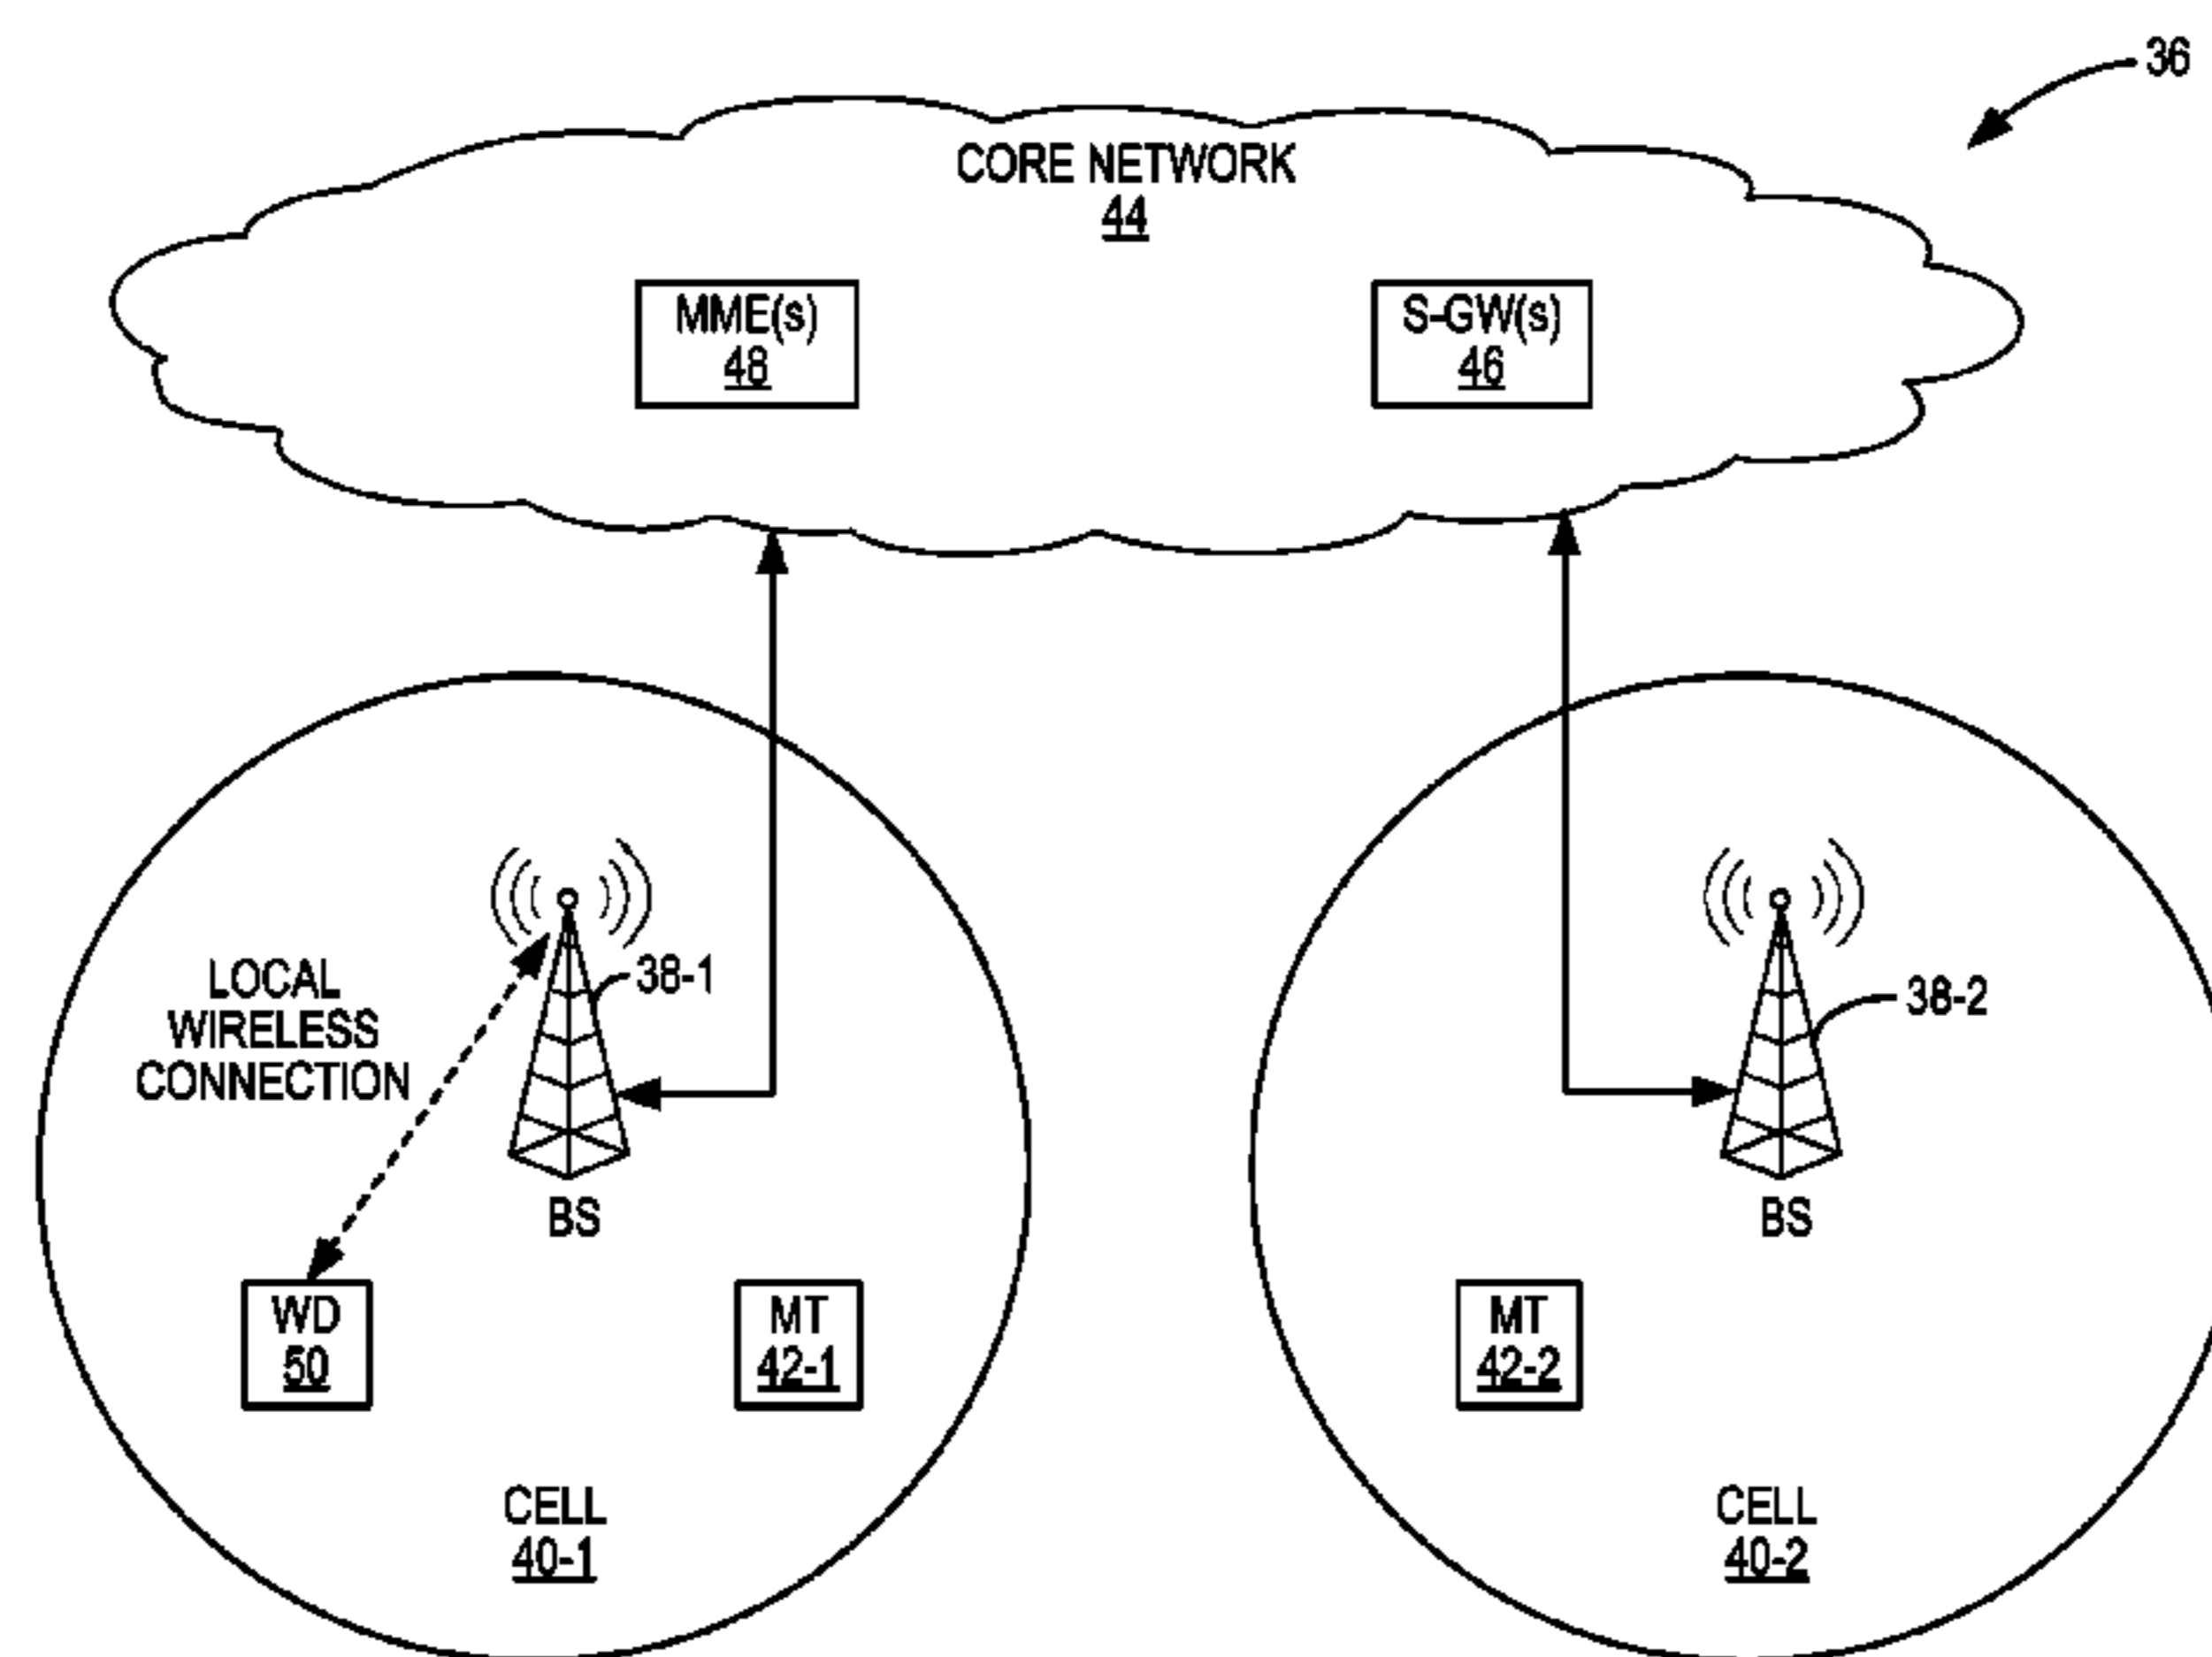 36
CORE NETWORK
44
MME(s)
48
S-GW(s)
46
LOCAL
WIRELESS
CONNECTION
38-1
38-2
BS
BS
WD
50
MT
42-1
MT
42-2
CELL
40-1
CELL
40-2